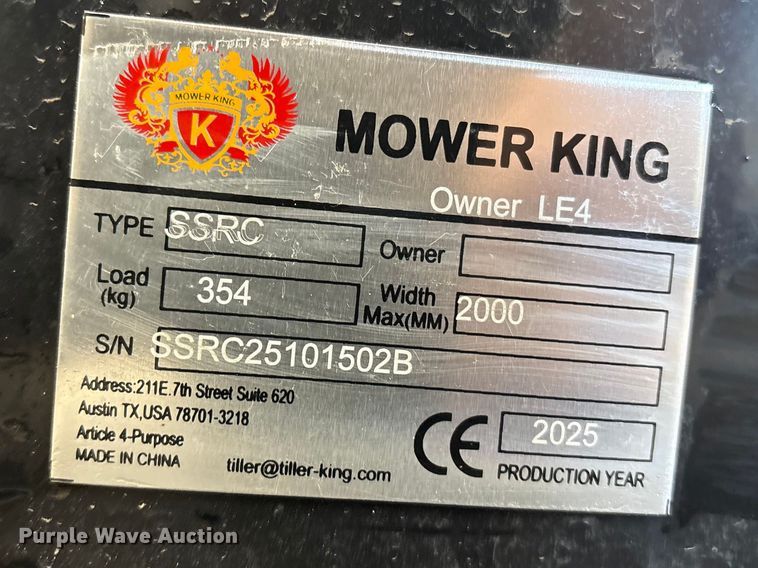 MOWER KING
K
MOWER KING
Owner LE4
TYPE SSRC Owner
Load (kg) 354 Width Max(MM) 2000
S/N SSRC25101502B
Address:211E.7th Street Suite 620
Austin TX,USA 78701-3218
Article 4-Purpose
MADE IN CHINA
tiller@tiller-king.com
CE 2025
PRODUCTION YEAR
Purple Wave Auction